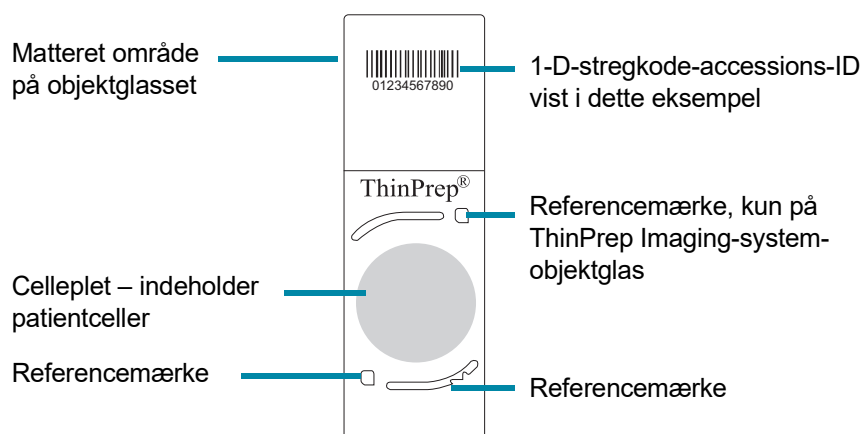 Matteret område
på objektglasset
01234567890
1-D-stregkode-accessions-ID
vist i dette eksempel
ThinPrep®
Referencemærke, kun på
ThinPrep Imaging-system-
objektglas
Celleplet – indeholder
patientceller
Referencemærke
Referencemærke